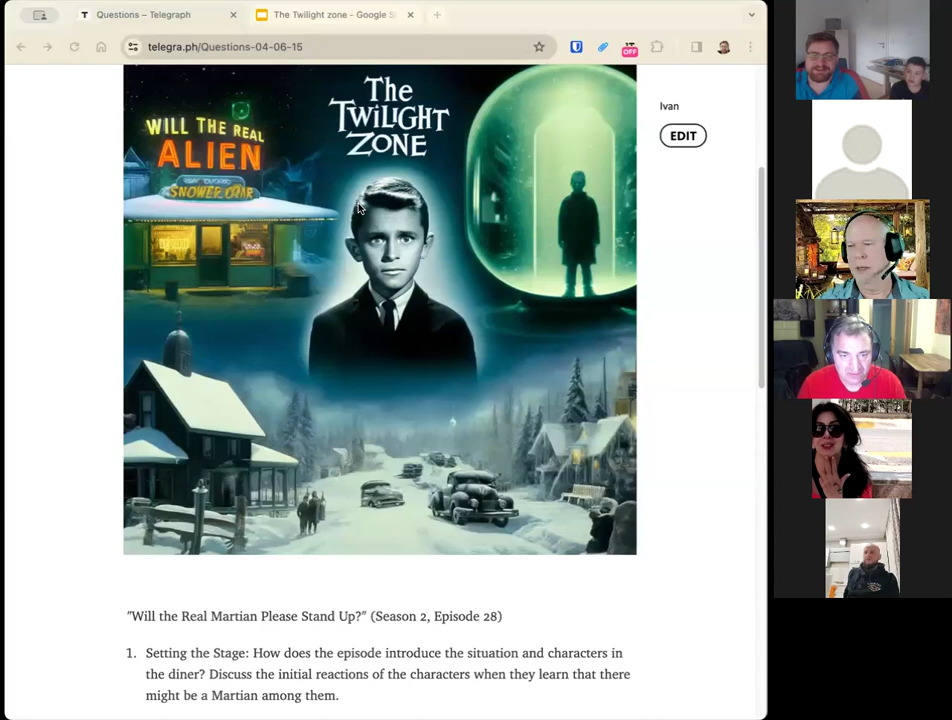 Questions – Telegraph
The Twilight zone - Google S
telegra.ph/Questions-04-06-15
OFF
The
TWILIGHT
ZONE
WILL THE REAL
ALIEN
Ivan
EDIT
"Will the Real Martian Please Stand Up?" (Season 2, Episode 28)
1. Setting the Stage: How does the episode introduce the situation and characters in
the diner? Discuss the initial reactions of the characters when they learn that there
might be a Martian among them.